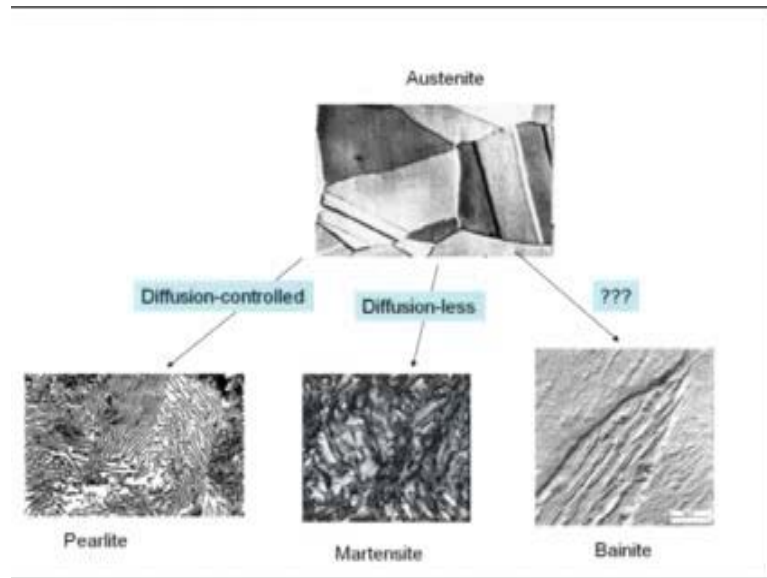 Austenite
Diffusion-controlled
Diffusion-less
???
Pearlite
Martensite
Bainite